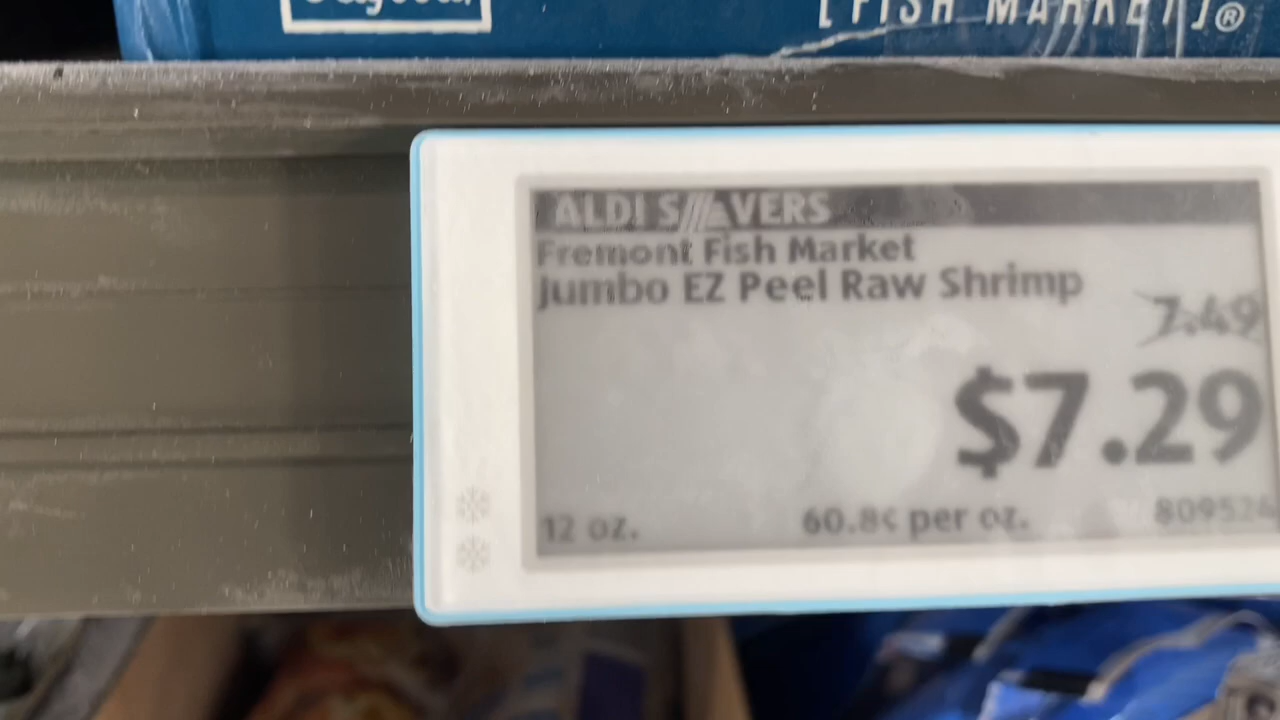 [FISH MARKET]®
ALDI SAVERS
Fremont Fish Market
Jumbo EZ Peel Raw Shrimp
7.49
$7.29
12 oz.
60.8¢ per oz.